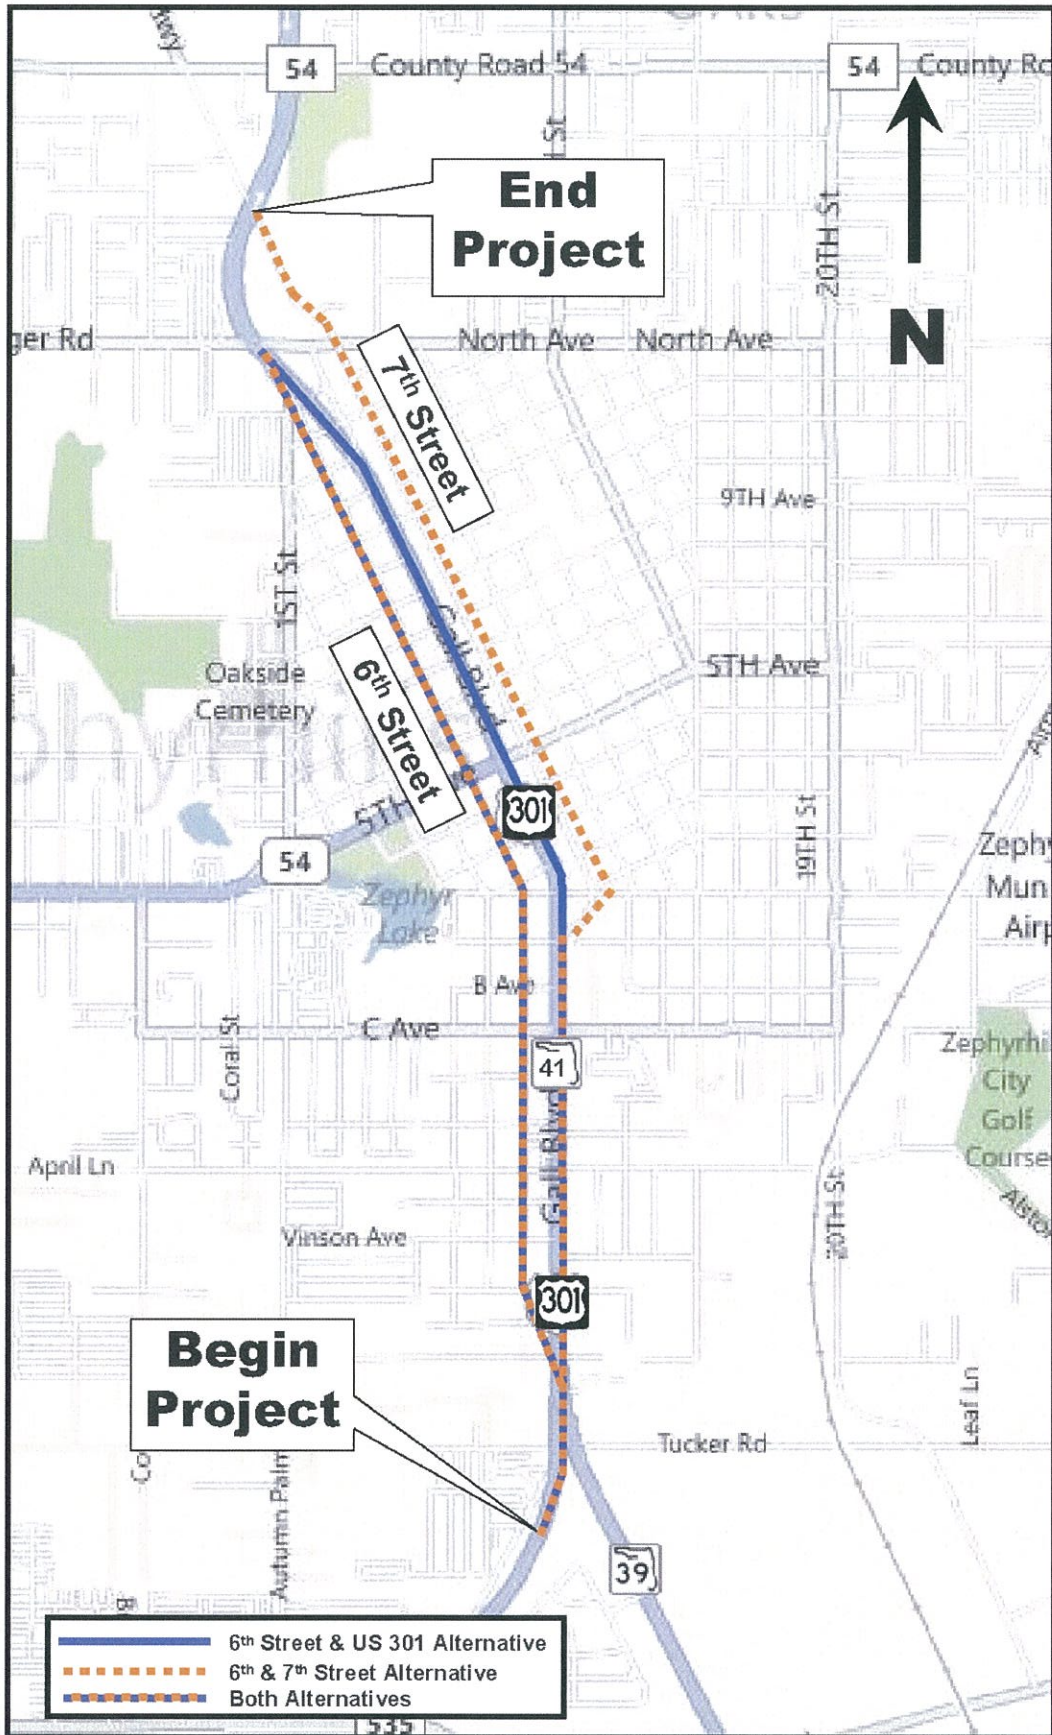 54
County Road 54
54
County Ro
End
Project
20TH St
N
ger Rd
North Ave
North Ave
7th Street
9TH Ave
1ST St
Gall Blvd
5TH Ave
Oakside
Cemetery
6th Street
5TH
301
19TH St
54
Zephyr
Lake
Zephy
Mun
Airp
B Ave
C Ave
Coral St
41
Zephyrhi
City
Golf
Course
Gall Blvd
April Ln
20TH St
Vinson Ave
301
Begin
Project
Leaf Ln
Tucker Rd
Co
Autumn Palm
39
6th Street & US 301 Alternative
6th & 7th Street Alternative
Both Alternatives
535